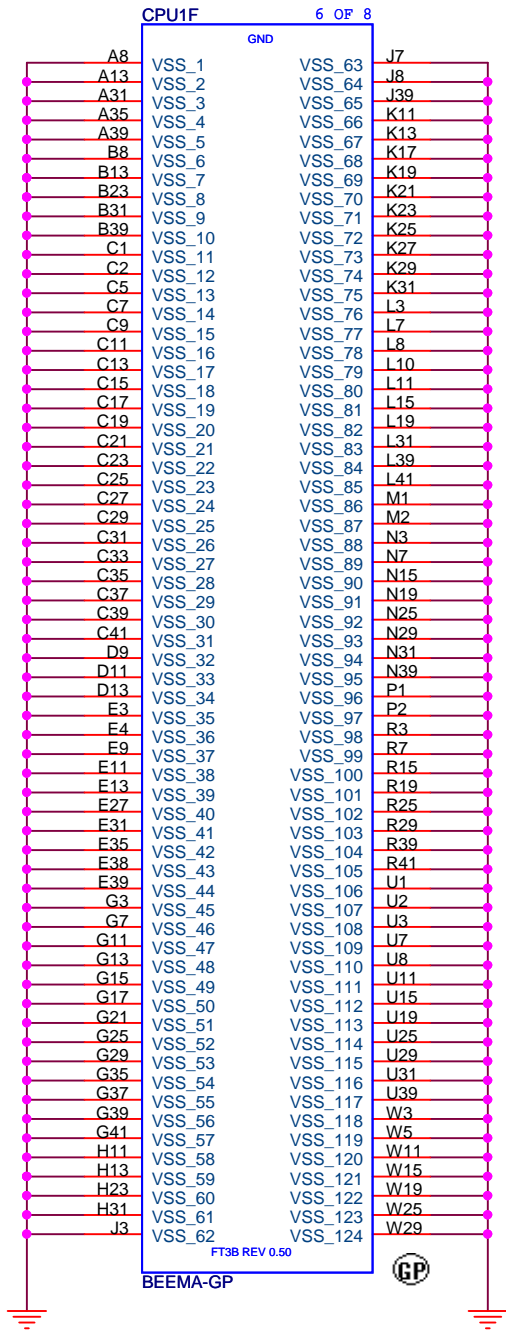 CPU1F 6 OF 8
GND
A8 VSS_1 VSS_63 J7
A13 VSS_2 VSS_64 J8
A31 VSS_3 VSS_65 J39
A35 VSS_4 VSS_66 K11
A39 VSS_5 VSS_67 K13
B8 VSS_6 VSS_68 K17
B13 VSS_7 VSS_69 K19
B23 VSS_8 VSS_70 K21
B31 VSS_9 VSS_71 K23
B39 VSS_10 VSS_72 K25
C1 VSS_11 VSS_73 K27
C2 VSS_12 VSS_74 K29
C5 VSS_13 VSS_75 K31
C7 VSS_14 VSS_76 L3
C9 VSS_15 VSS_77 L7
C11 VSS_16 VSS_78 L8
C13 VSS_17 VSS_79 L10
C15 VSS_18 VSS_80 L11
C17 VSS_19 VSS_81 L15
C19 VSS_20 VSS_82 L19
C21 VSS_21 VSS_83 L31
C23 VSS_22 VSS_84 L39
C25 VSS_23 VSS_85 L41
C27 VSS_24 VSS_86 M1
C29 VSS_25 VSS_87 M2
C31 VSS_26 VSS_88 N3
C33 VSS_27 VSS_89 N7
C35 VSS_28 VSS_90 N15
C37 VSS_29 VSS_91 N19
C39 VSS_30 VSS_92 N25
C41 VSS_31 VSS_93 N29
D9 VSS_32 VSS_94 N31
D11 VSS_33 VSS_95 N39
D13 VSS_34 VSS_96 P1
E3 VSS_35 VSS_97 P2
E4 VSS_36 VSS_98 R3
E9 VSS_37 VSS_99 R7
E11 VSS_38 VSS_100 R15
E13 VSS_39 VSS_101 R19
E27 VSS_40 VSS_102 R25
E31 VSS_41 VSS_103 R29
E35 VSS_42 VSS_104 R39
E38 VSS_43 VSS_105 R41
E39 VSS_44 VSS_106 U1
G3 VSS_45 VSS_107 U2
G7 VSS_46 VSS_108 U3
G11 VSS_47 VSS_109 U7
G13 VSS_48 VSS_110 U8
G15 VSS_49 VSS_111 U11
G17 VSS_50 VSS_112 U15
G21 VSS_51 VSS_113 U19
G25 VSS_52 VSS_114 U25
G29 VSS_53 VSS_115 U29
G35 VSS_54 VSS_116 U31
G37 VSS_55 VSS_117 U39
G39 VSS_56 VSS_118 W3
G41 VSS_57 VSS_119 W5
H11 VSS_58 VSS_120 W11
H13 VSS_59 VSS_121 W15
H23 VSS_60 VSS_122 W19
H31 VSS_61 VSS_123 W25
J3 VSS_62 VSS_124 W29
FT3B REV 0.50
BEEMA-GP
GP